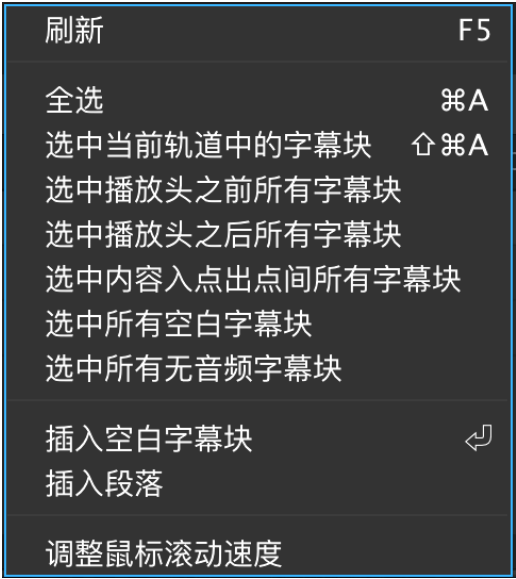 刷新 F5
全选 ⌘A
选中当前轨道中的字幕块 ⇧⌘A
选中播放头之前所有字幕块
选中播放头之后所有字幕块
选中内容入点出点间所有字幕块
选中所有空白字幕块
选中所有无音频字幕块
插入空白字幕块 ⏎
插入段落
调整鼠标滚动速度